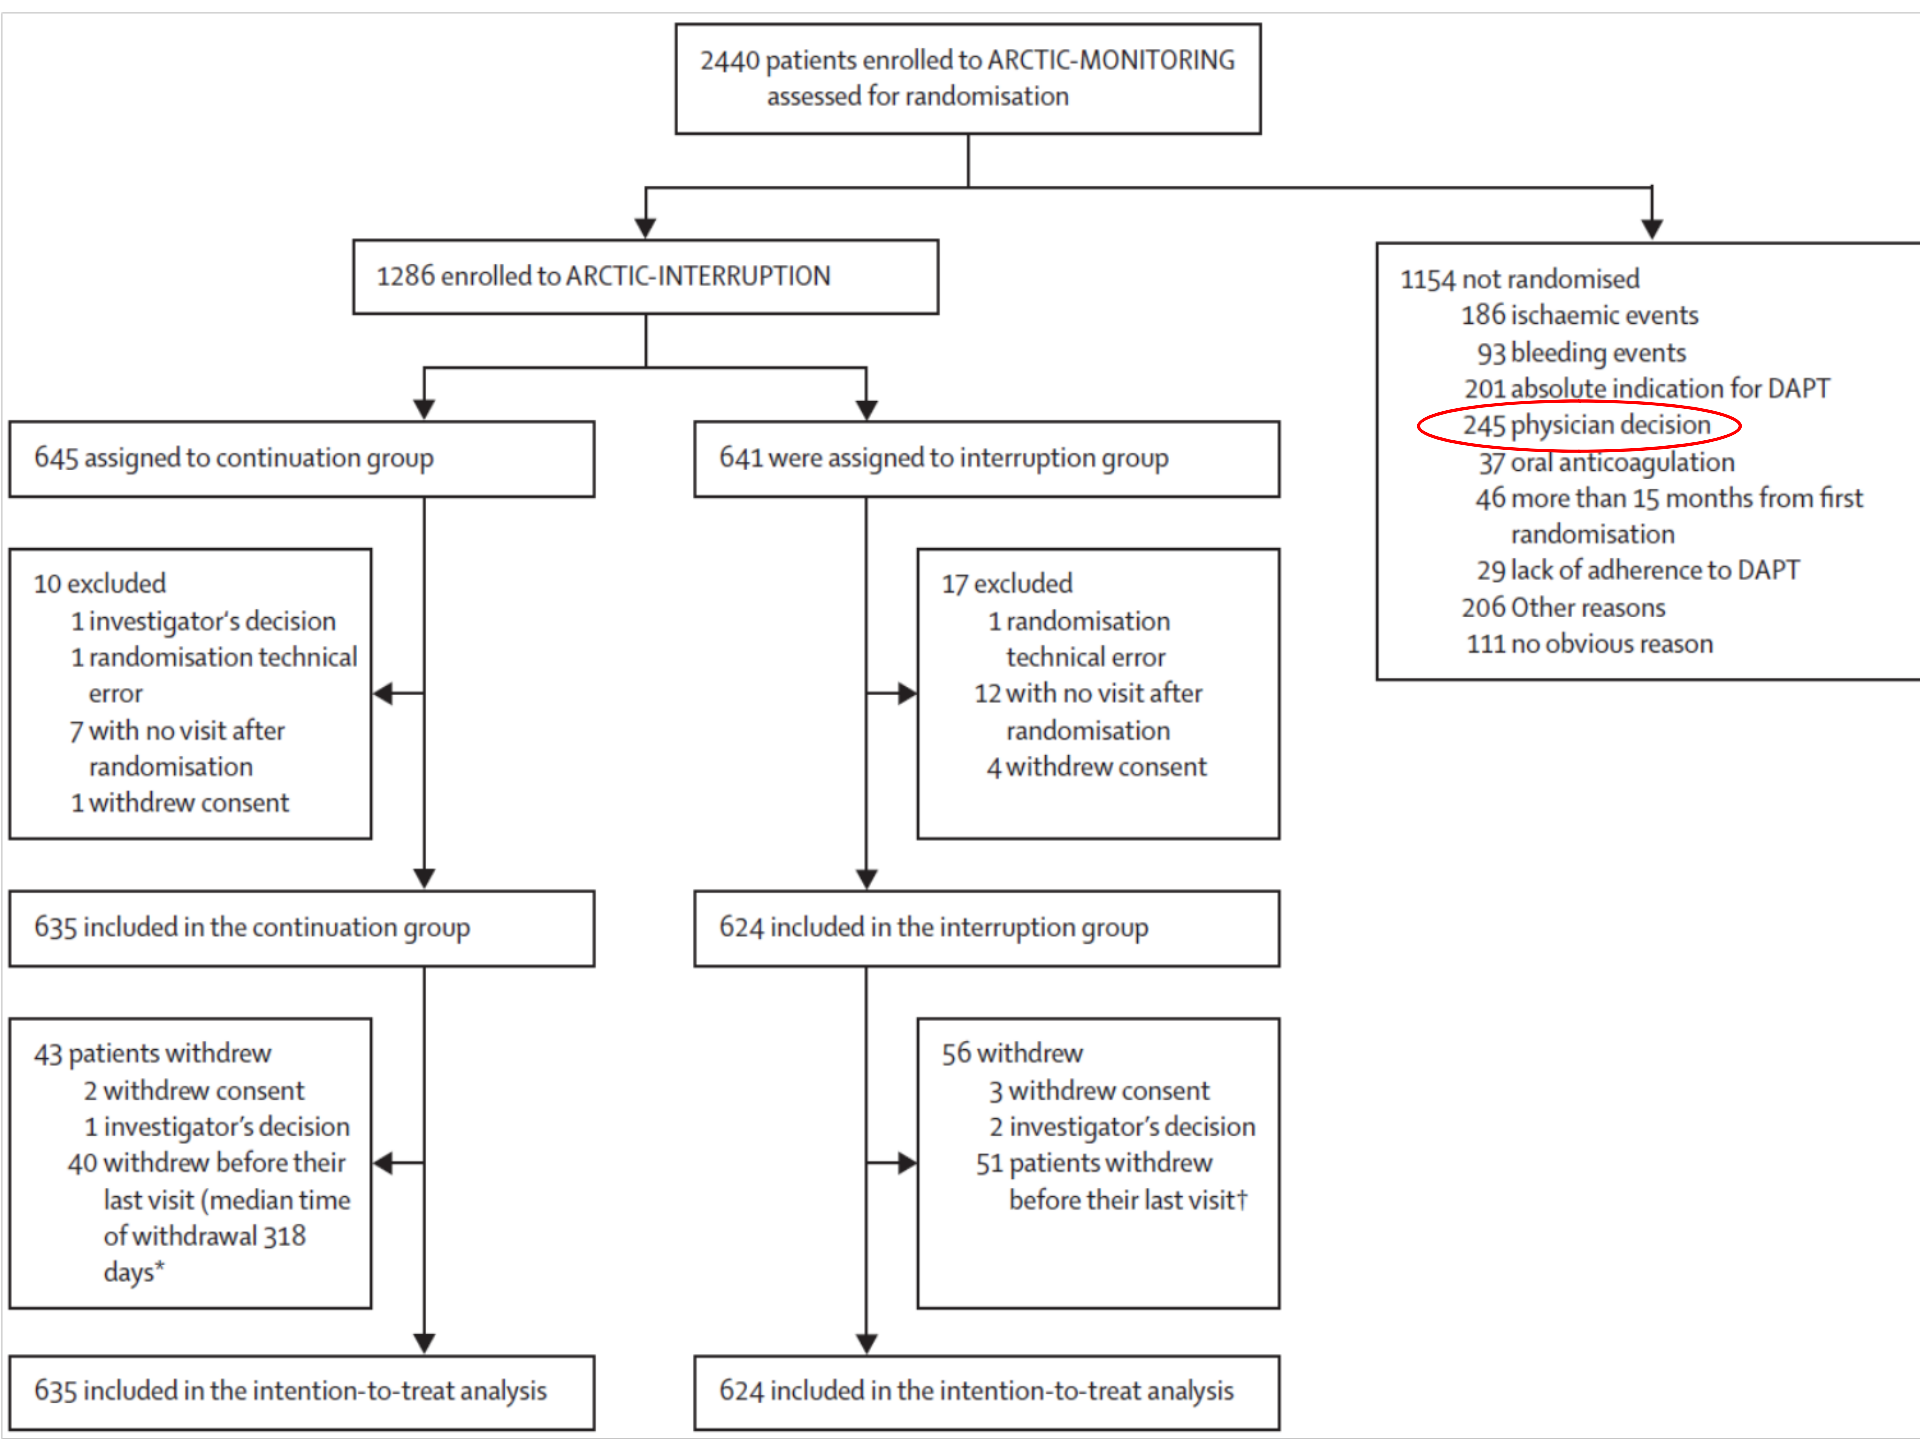 2440 patients enrolled to ARCTIC-MONITORING
assessed for randomisation
1286 enrolled to ARCTIC-INTERRUPTION
1154 not randomised
186 ischaemic events
93 bleeding events
201 absolute indication for DAPT
245 physician decision
37 oral anticoagulation
46 more than 15 months from first
randomisation
29 lack of adherence to DAPT
206 Other reasons
111 no obvious reason
645 assigned to continuation group
641 were assigned to interruption group
10 excluded
1 investigator's decision
1 randomisation technical
error
7 with no visit after
randomisation
1 withdrew consent
17 excluded
1 randomisation
technical error
12 with no visit after
randomisation
4 withdrew consent
635 included in the continuation group
624 included in the interruption group
43 patients withdrew
2 withdrew consent
1 investigator's decision
40 withdrew before their
last visit (median time
of withdrawal 318
days*
56 withdrew
3 withdrew consent
2 investigator's decision
51 patients withdrew
before their last visit†
635 included in the intention-to-treat analysis
624 included in the intention-to-treat analysis